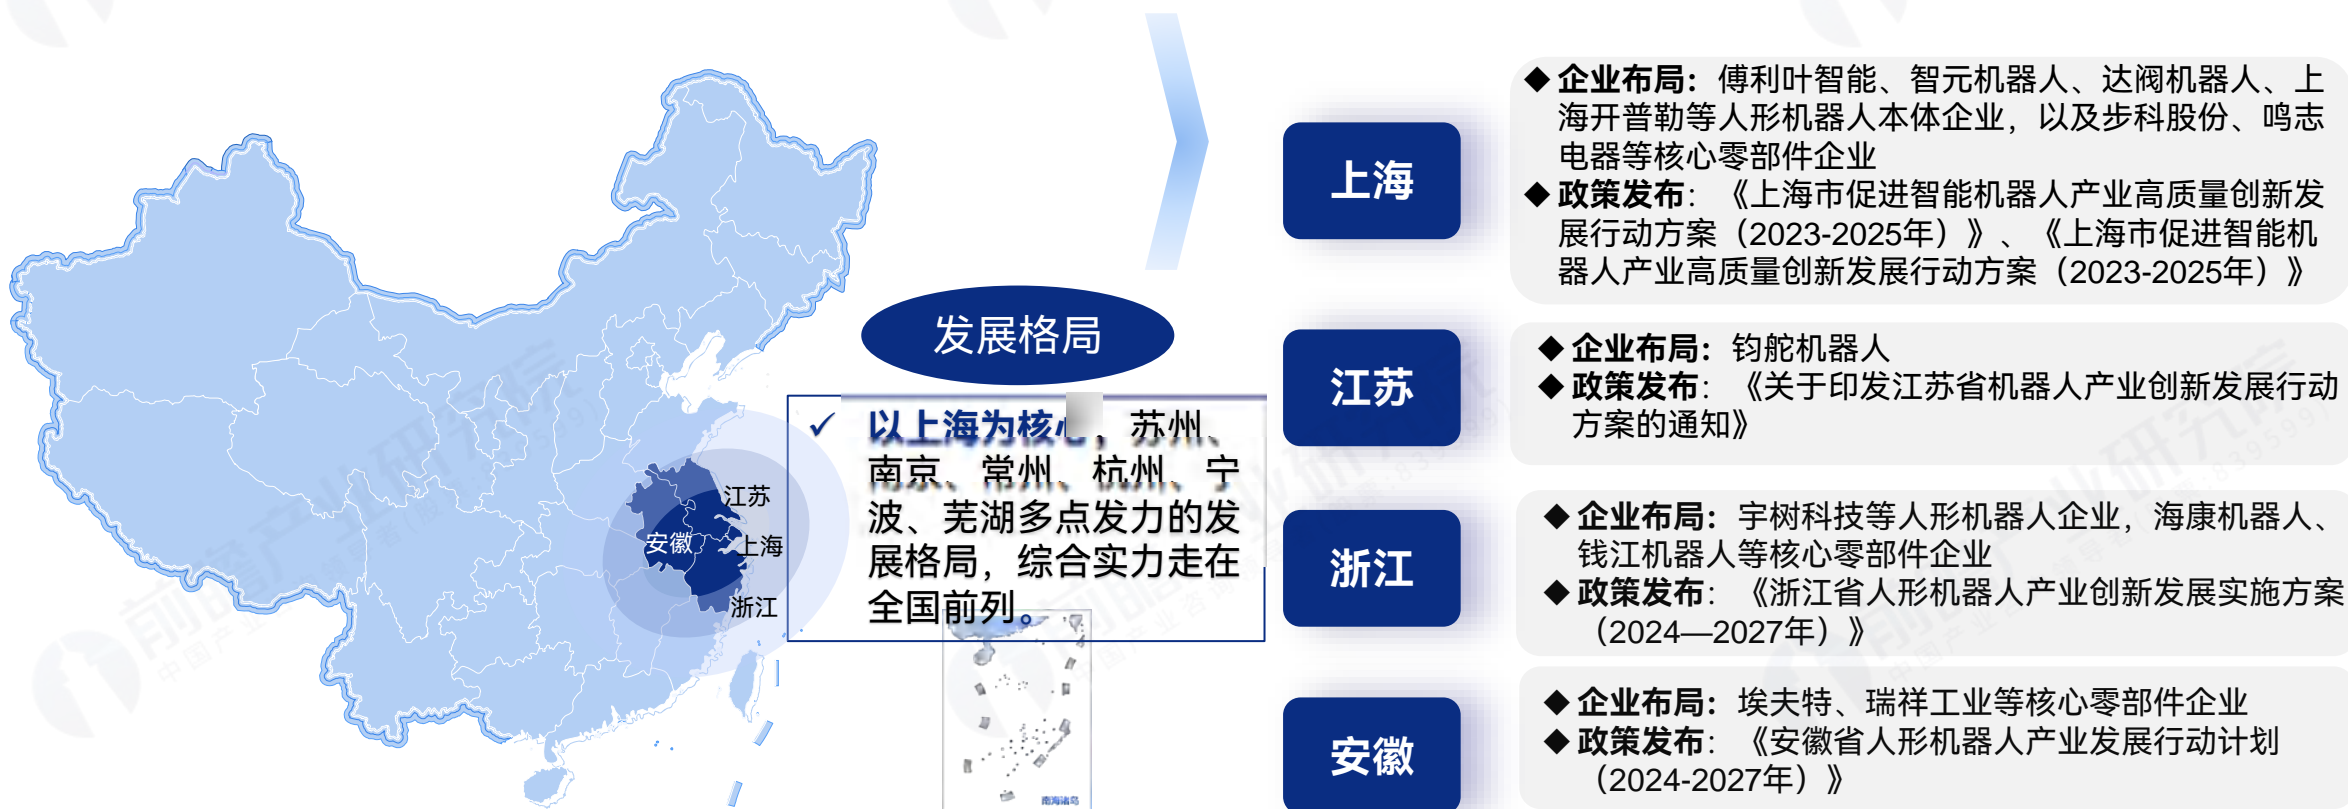 江苏
安徽
上海
浙江
发展格局
✓ 以上海为核心，苏州、
南京、常州、杭州、宁
波、芜湖多点发力的发
展格局，综合实力走在
全国前列。
南海诸岛
上海
◆ 企业布局：傅利叶智能、智元机器人、达阀机器人、上
海开普勒等人形机器人本体企业，以及步科股份、鸣志
电器等核心零部件企业
◆ 政策发布：《上海市促进智能机器人产业高质量创新发
展行动方案（2023-2025年）》、《上海市促进智能机
器人产业高质量创新发展行动方案（2023-2025年）》
江苏
◆ 企业布局：钧舵机器人
◆ 政策发布：《关于印发江苏省机器人产业创新发展行动
方案的通知》
浙江
◆ 企业布局：宇树科技等人形机器人企业，海康机器人、
钱江机器人等核心零部件企业
◆ 政策发布：《浙江省人形机器人产业创新发展实施方案
（2024—2027年）》
安徽
◆ 企业布局：埃夫特、瑞祥工业等核心零部件企业
◆ 政策发布：《安徽省人形机器人产业发展行动计划
（2024-2027年）》
前瞻产业研究院